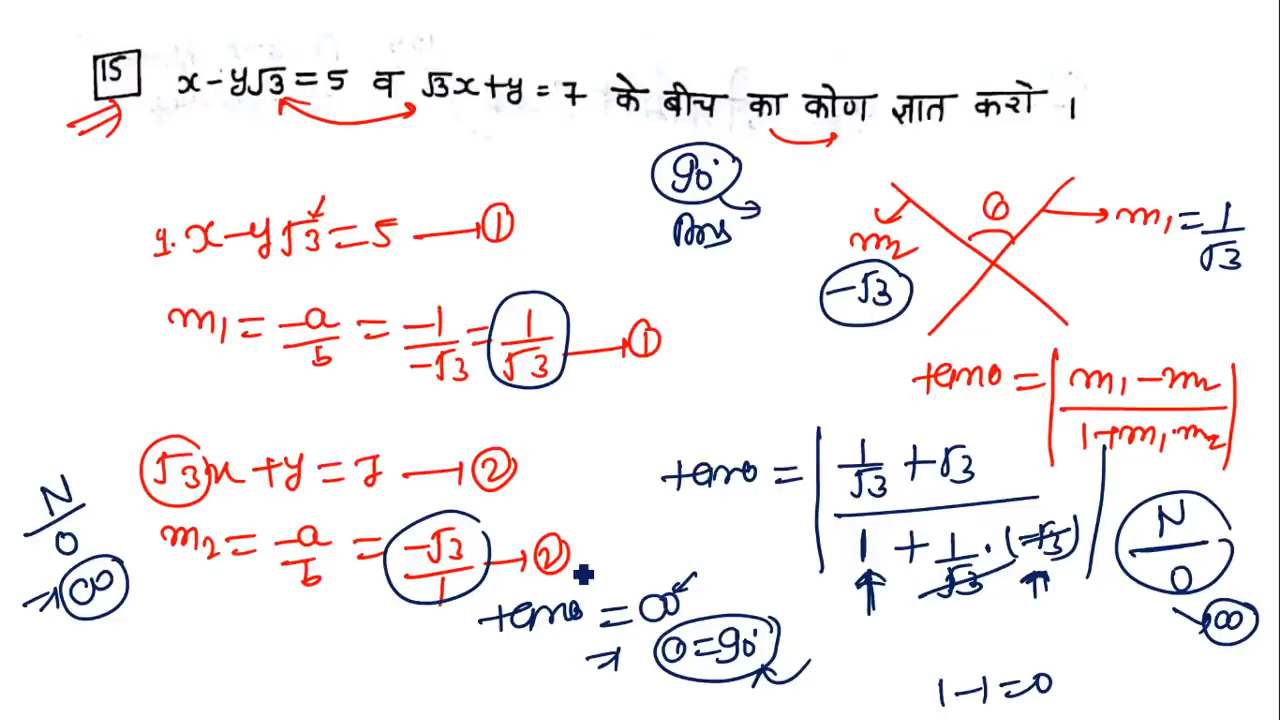 15 x-y√3=5 व √3x+y=7 के बीच का कोण ज्ञात करो ।
90° Ans
1.x-y√3=5 → ①
m₁ = -a/b = -1/-√3 = 1/√3 → ①
√3x+y=7 → ②
m₂ = -a/b = -√3/1 → ②
N/0 → ∞
θ
m₁=1/√3
m₂
-√3
tanθ = |m₁-m₂/1+m₁.m₂|
tanθ = |1/√3+√3/1+1/√3.(-√3)|
N/0 → ∞
1-1=0
tanθ = ∞
→ θ=90°